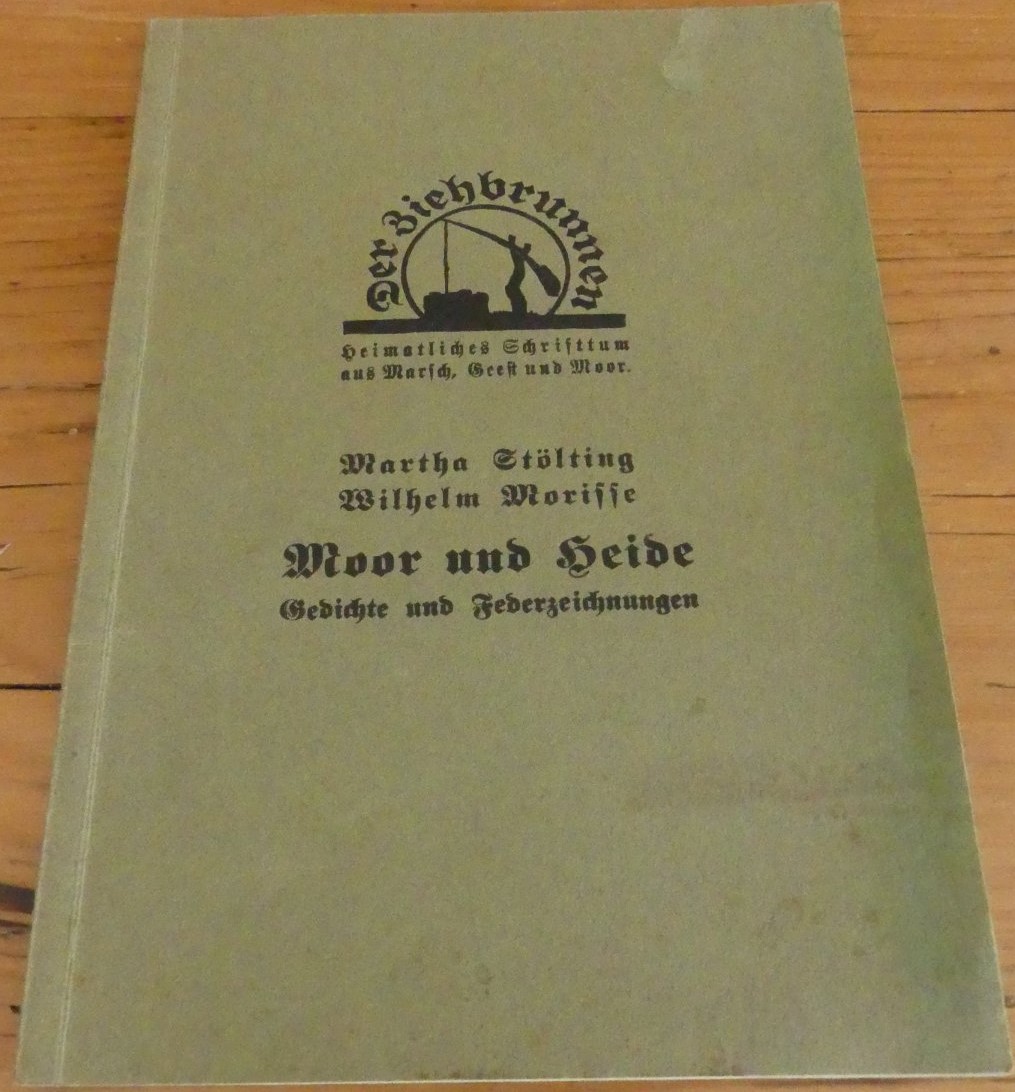 Der Ziehbrunnen
Heimatliches Schrifttum
aus Marsch, Geest und Moor.
Martha Stölting
Wilhelm Morisse
Moor und Heide
Gedichte und Federzeichnungen